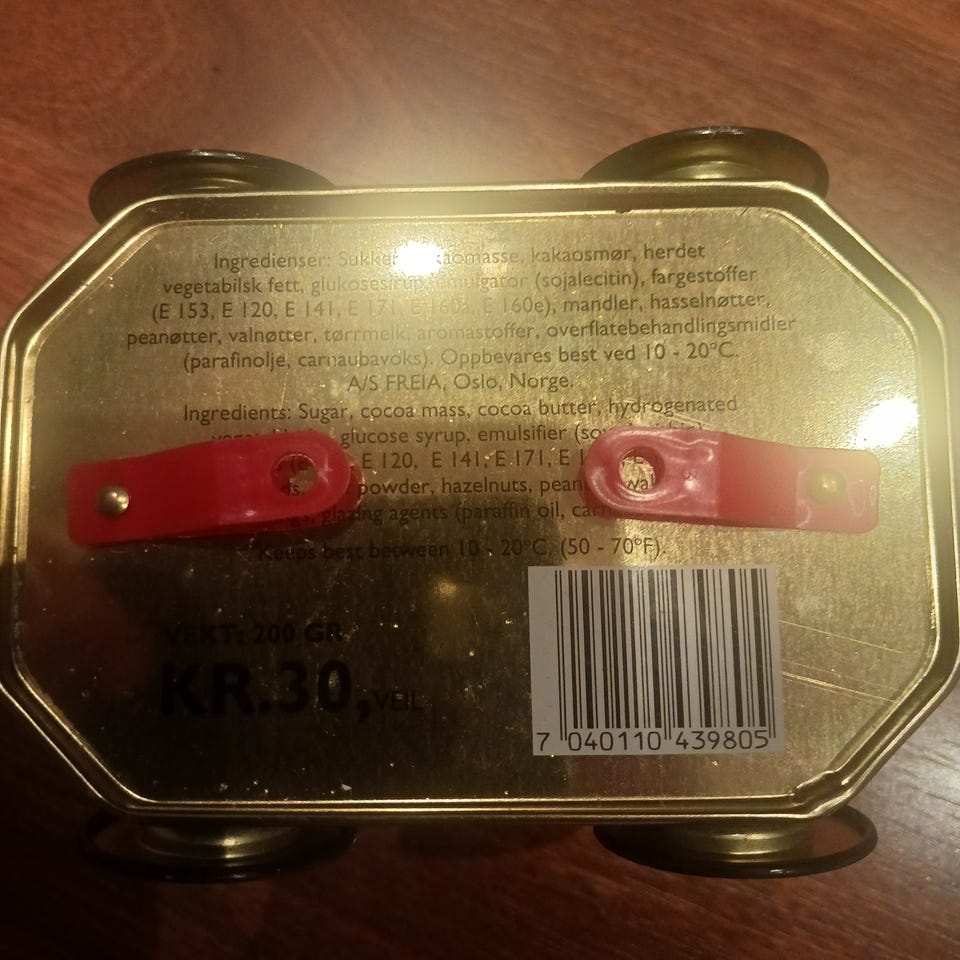 Ingredienser: Sukker, kakaomasse, kakaosmør, herdet
vegetabilsk fett, glukosesirup, emulgator (sojalecitin), fargestoffer
(E 153, E 120, E 141, E 171, E 160a, E 160e), mandler, hasselnøtter,
peanøtter, valnøtter, tørrmelk, aromastoffer, overflatebehandlingsmidler
(parafinolje, carnaubavoks). Oppbevares best ved 10 - 20°C.
A/S FREIA, Oslo, Norge.
Ingredients: Sugar, cocoa mass, cocoa butter, hydrogenated
glucose syrup, emulsifier
E 120, E 141, E 171,
powder, hazelnuts,
glazing agents (paraffin oil,
Keeps best between 10 - 20°C. (50 - 70°F).
VEKT: 200 GR
KR.30,VEIL
7 040110 439805